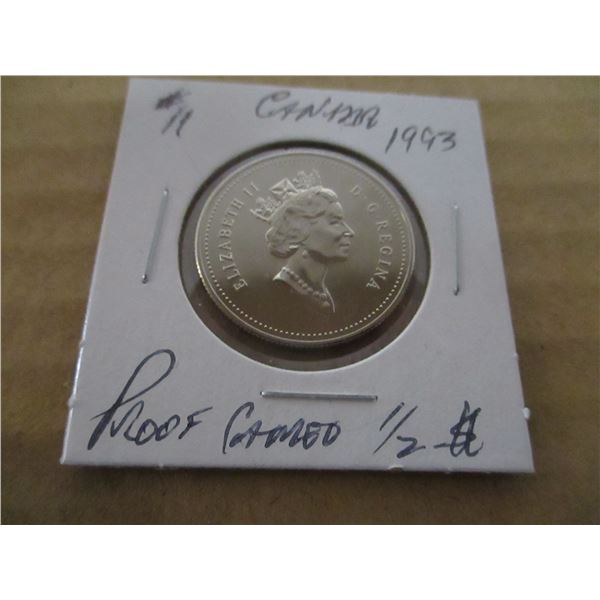 #11 CANADA 1993
ELIZABETH II D·G·REGINA
PROOF CAMEO 1/2 $